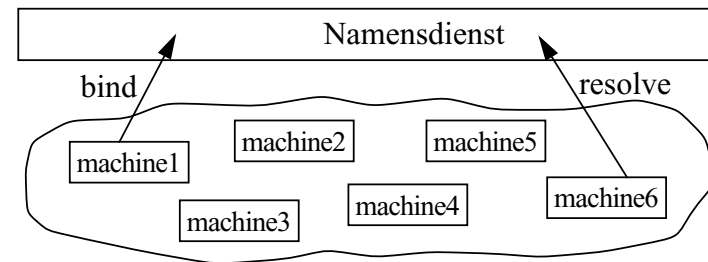 Namensdienst
bind
resolve
machine2
machine5
machine1
machine6
machine4
machine3